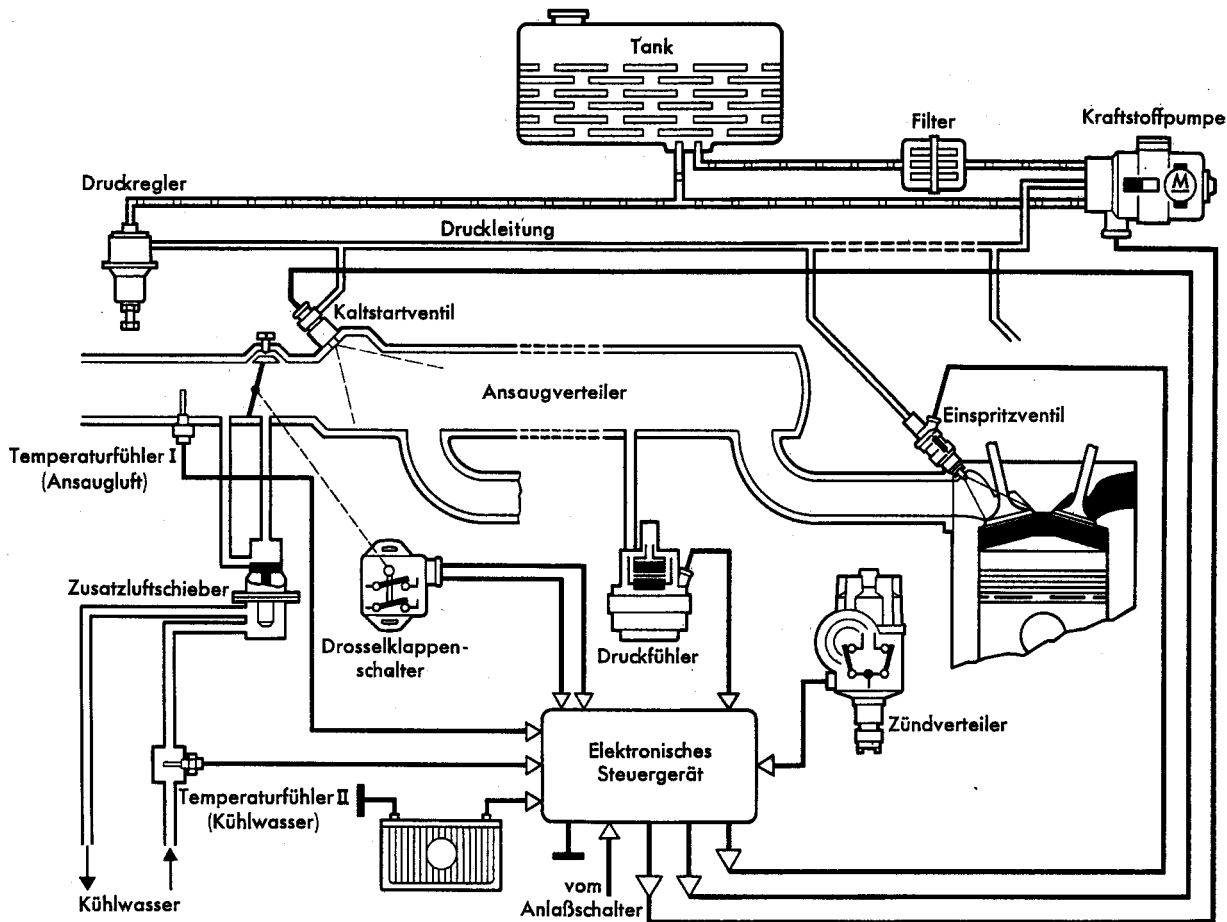 Tank
Filter
Kraftstoffpumpe
M
Druckregler
Druckleitung
Kaltstartventil
Ansaugverteiler
Einspritzventil
Temperaturfühler I
(Ansaugluft)
Zusatzluftschieber
Drosselklappen-
schalter
Druckfühler
Zündverteiler
Elektronisches
Steuergerät
Temperaturfühler II
(Kühlwasser)
Kühlwasser
vom
Anlaßschalter